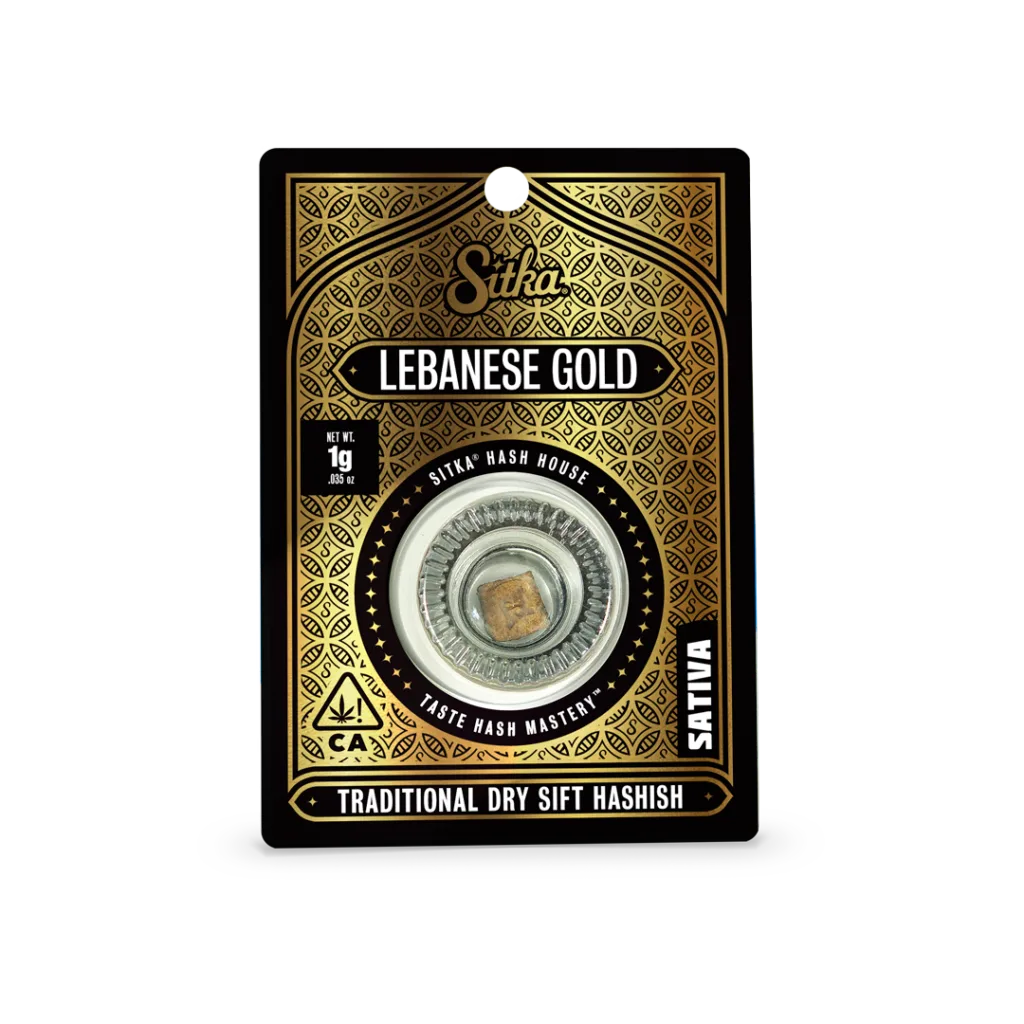 Sitka®
LEBANESE GOLD
NET WT.
1g
.035 oz
SITKA® HASH HOUSE
TASTE HASH MASTERY™
SATIVA
CA
TRADITIONAL DRY SIFT HASHISH